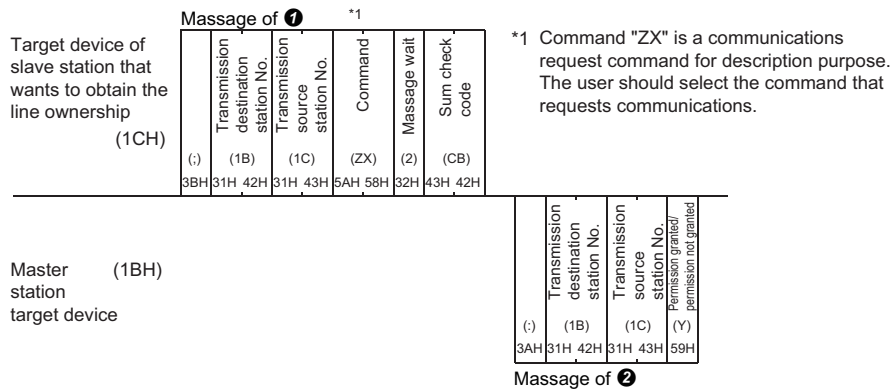 Massage of ❶
*1
Target device of
slave station that
wants to obtain the
line ownership
(1CH)
Transmission
destination
station No.
Transmission
source
station No.
Command
Massage wait
Sum check
code
(;) (1B) (1C) (ZX) (2) (CB)
3BH 31H 42H 31H 43H 5AH 58H 32H 43H 42H
*1 Command "ZX" is a communications
request command for description purpose.
The user should select the command that
requests communications.
Master (1BH)
station
target device
Transmission
destination
station No.
Transmission
source
station No.
Permission granted/
permission not granted
(:) (1B) (1C) (Y)
3AH 31H 42H 31H 43H 59H
Massage of ❷